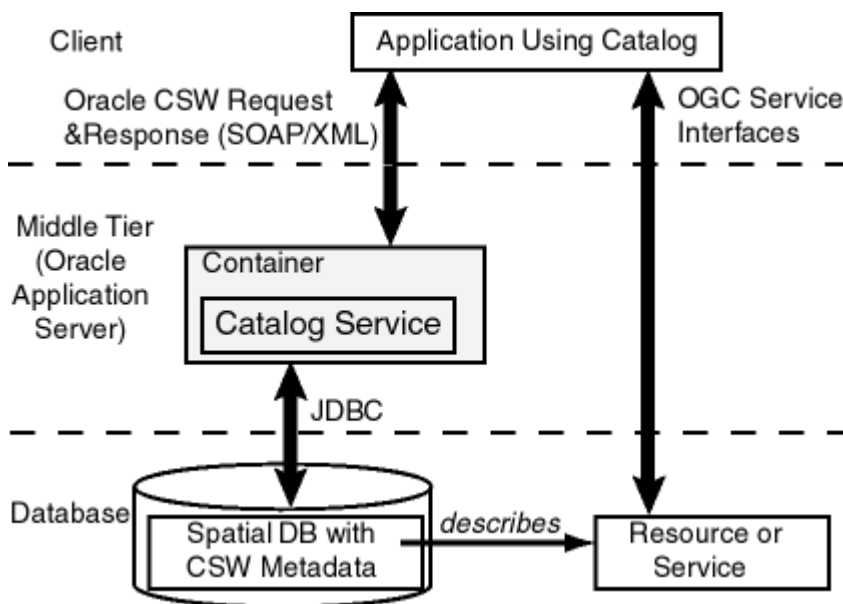 Client
Application Using Catalog
Oracle CSW Request
&Response (SOAP/XML)
OGC Service
Interfaces
Middle Tier
(Oracle
Application
Server)
Container
Catalog Service
JDBC
Database
Spatial DB with
CSW Metadata
describes
Resource or
Service